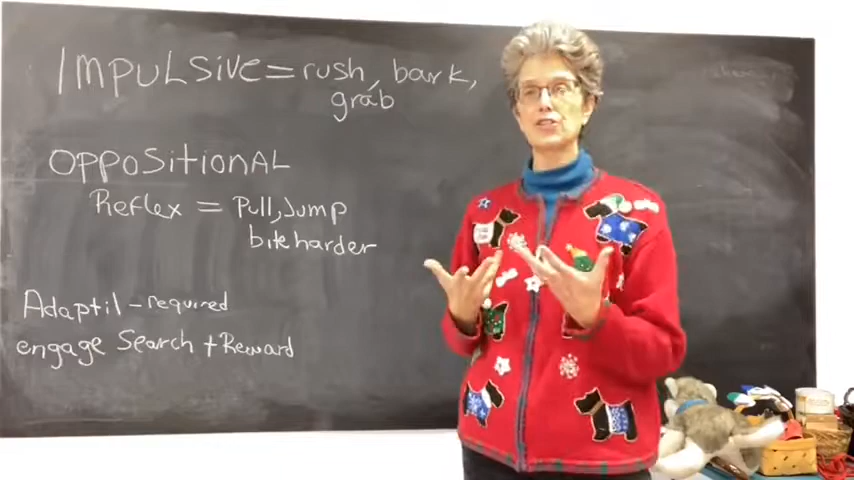 IMPULSIVE = rush, bark,
grab
OPPOSITIONAL
Reflex = Pull, Jump
bite harder
Adaptil - required
engage Search + Reward